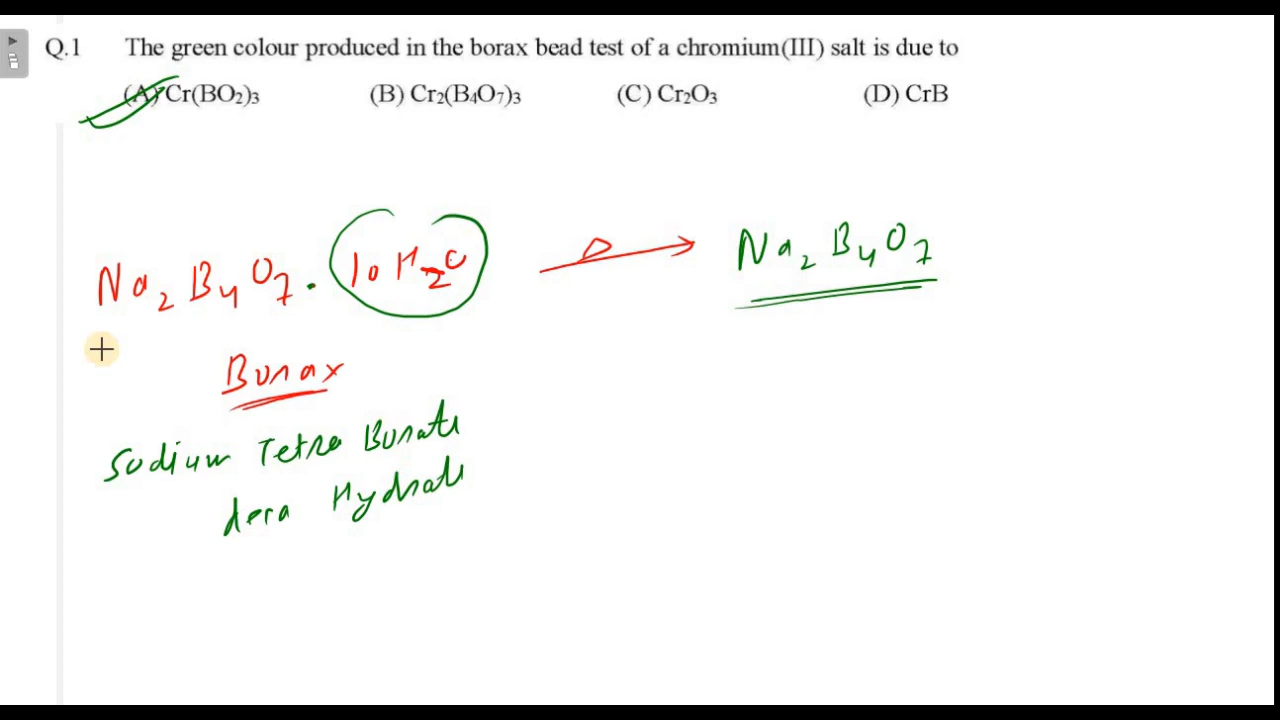 Q.1 The green colour produced in the borax bead test of a chromium(III) salt is due to
(A) Cr(BO₂)₃ (B) Cr₂(B₄O₇)₃ (C) Cr₂O₃ (D) CrB
Na₂B₄O₇ · 10H₂O Δ → Na₂B₄O₇
Borax
Sodium Tetra Borate
deca Hydrate